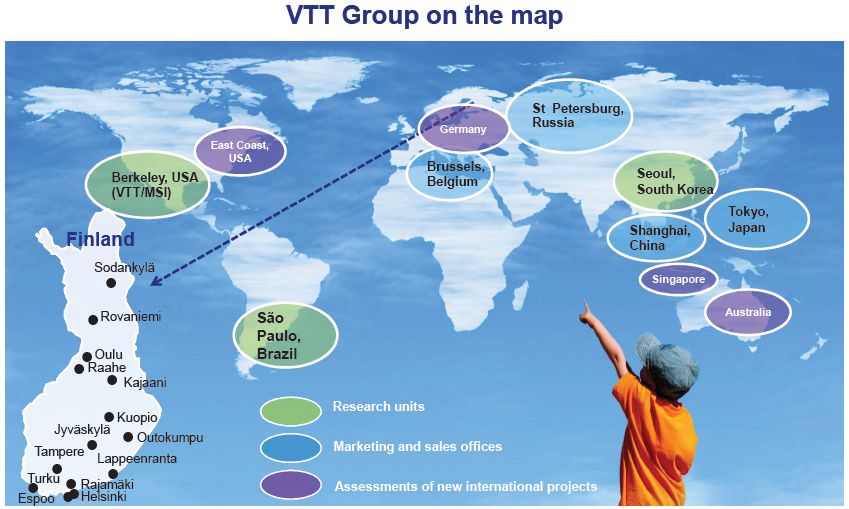 VTT Group on the map
St Petersburg,
Russia
Germany
East Coast,
USA
Brussels,
Belgium
Berkeley, USA
(VTT/MSI)
Seoul,
South Korea
Tokyo,
Japan
Shanghai,
China
Singapore
Australia
São
Paulo,
Brazil
Finland
Sodankylä
Rovaniemi
Oulu
Raahe
Kajaani
Kuopio
Jyväskylä
Outokumpu
Tampere
Lappeenranta
Turku
Rajamäki
Espoo
Helsinki
Research units
Marketing and sales offices
Assessments of new international projects